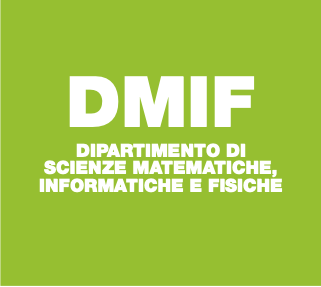 DMIF
DIPARTIMENTO DI
SCIENZE MATEMATICHE,
INFORMATICHE E FISICHE